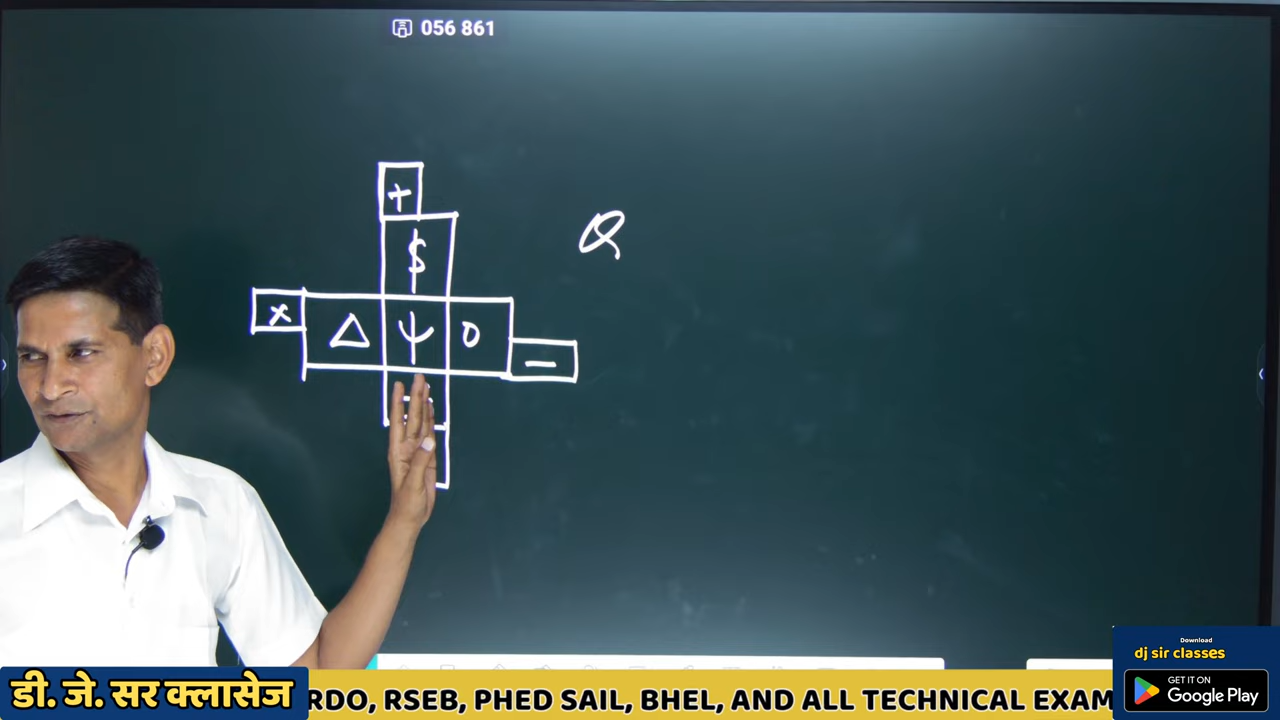 056 861
+
$
Q
x △ Ψ 0
—
डी. जे. सर क्लासेज
RDO, RSEB, PHED SAIL, BHEL, AND ALL TECHNICAL EXAM
Download
dj sir classes
GET IT ON
Google Play